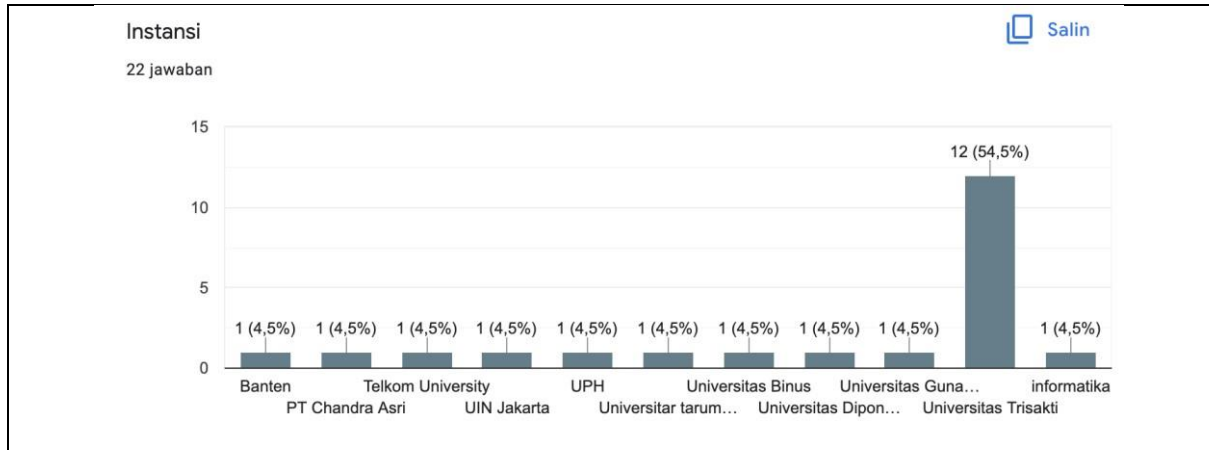 Instansi
Salin
22 jawaban
15
12 (54,5%)
10
5
1 (4,5%) 1 (4,5%) 1 (4,5%) 1 (4,5%) 1 (4,5%) 1 (4,5%) 1 (4,5%) 1 (4,5%) 1 (4,5%) 1 (4,5%)
0
Banten Telkom University UPH Universitas Binus Universitas Guna… informatika
PT Chandra Asri UIN Jakarta Universitar tarum… Universitas Dipon… Universitas Trisakti